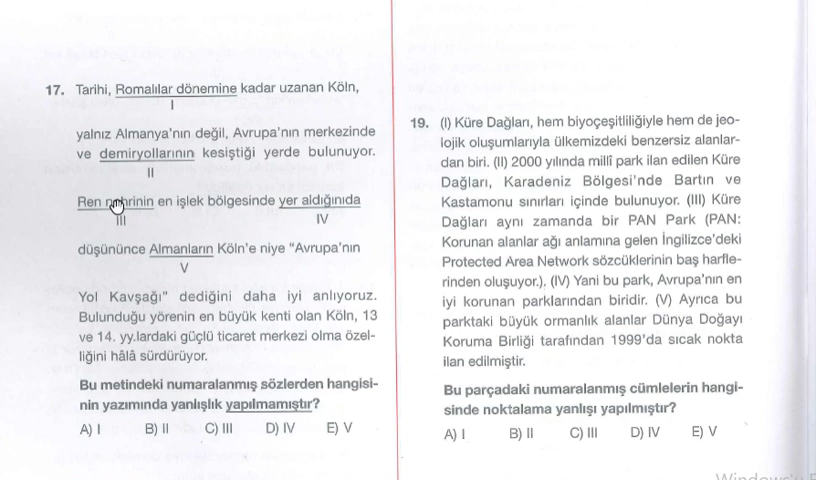 17. Tarihi, Romalılar dönemine kadar uzanan Köln,
I
yalnız Almanya'nın değil, Avrupa'nın merkezinde
ve demiryollarının kesiştiği yerde bulunuyor.
II
Ren nehrinin en işlek bölgesinde yer aldığınıda
III IV
düşününce Almanların Köln'e niye "Avrupa'nın
V
Yol Kavşağı" dediğini daha iyi anlıyoruz.
Bulunduğu yörenin en büyük kenti olan Köln, 13
ve 14. yy.lardaki güçlü ticaret merkezi olma özel-
liğini hâlâ sürdürüyor.
Bu metindeki numaralanmış sözlerden hangisi-
nin yazımında yanlışlık yapılmamıştır?
A) I B) II C) III D) IV E) V
19. (I) Küre Dağları, hem biyoçeşitliliğiyle hem de jeo-
lojik oluşumlarıyla ülkemizdeki benzersiz alanlar-
dan biri. (II) 2000 yılında millî park ilan edilen Küre
Dağları, Karadeniz Bölgesi'nde Bartın ve
Kastamonu sınırları içinde bulunuyor. (III) Küre
Dağları aynı zamanda bir PAN Park (PAN:
Korunan alanlar ağı anlamına gelen İngilizce'deki
Protected Area Network sözcüklerinin baş harfle-
rinden oluşuyor.). (IV) Yani bu park, Avrupa'nın en
iyi korunan parklarından biridir. (V) Ayrıca bu
parktaki büyük ormanlık alanlar Dünya Doğayı
Koruma Birliği tarafından 1999'da sıcak nokta
ilan edilmiştir.
Bu parçadaki numaralanmış cümlelerin hangi-
sinde noktalama yanlışı yapılmıştır?
A) I B) II C) III D) IV E) V